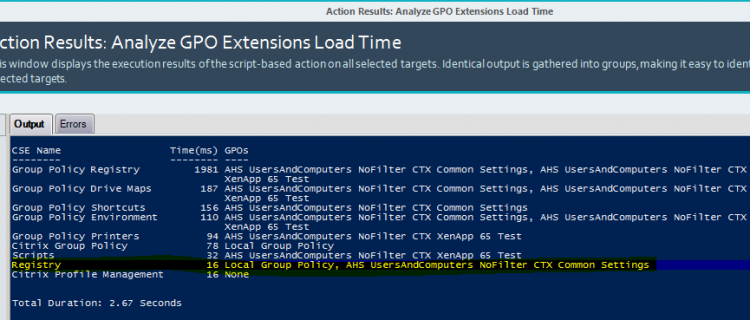 Action Results: Analyze GPO Extensions Load Time
ction Results: Analyze GPO Extensions Load Time
is window displays the execution results of the script-based action on all selected targets. Identical output is gathered into groups, making it easy to ident
lected targets.
Output Errors
CSE Name Time(ms) GPOs
-------- -------- ----
Group Policy Registry 1981 AHS UsersAndComputers NoFilter CTX Common Settings, AHS UsersAndComputers NoFilter CTX
XenApp 65 Test
Group Policy Drive Maps 187 AHS UsersAndComputers NoFilter CTX Common Settings, AHS UsersAndComputers NoFilter CTX
XenApp 65 Test
Group Policy Shortcuts 156 AHS UsersAndComputers NoFilter CTX Common Settings
Group Policy Environment 110 AHS UsersAndComputers NoFilter CTX Common Settings, AHS UsersAndComputers NoFilter CTX
XenApp 65 Test
Group Policy Printers 94 AHS UsersAndComputers NoFilter CTX XenApp 65 Test
Citrix Group Policy 78 Local Group Policy
Scripts 32 AHS UsersAndComputers NoFilter CTX XenApp 65 Test
Registry 16 Local Group Policy, AHS UsersAndComputers NoFilter CTX Common Settings
Citrix Profile Management 16 None
Total Duration: 2.67 Seconds